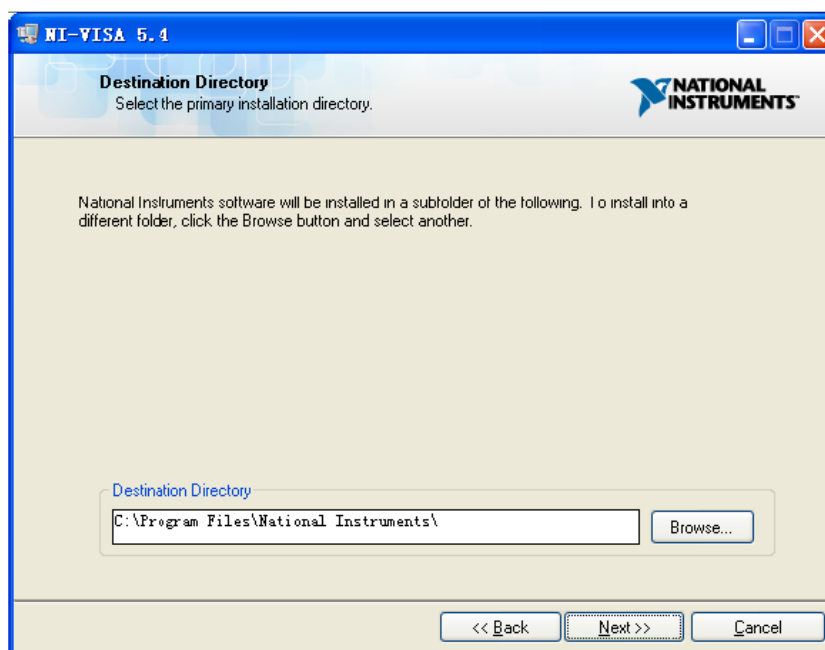 NI-VISA 5.4
Destination Directory
Select the primary installation directory.
NATIONAL
INSTRUMENTS™
National Instruments software will be installed in a subfolder of the following. To install into a
different folder, click the Browse button and select another.
Destination Directory
C:\Program Files\National Instruments\
Browse...
<< Back
Next >>
Cancel